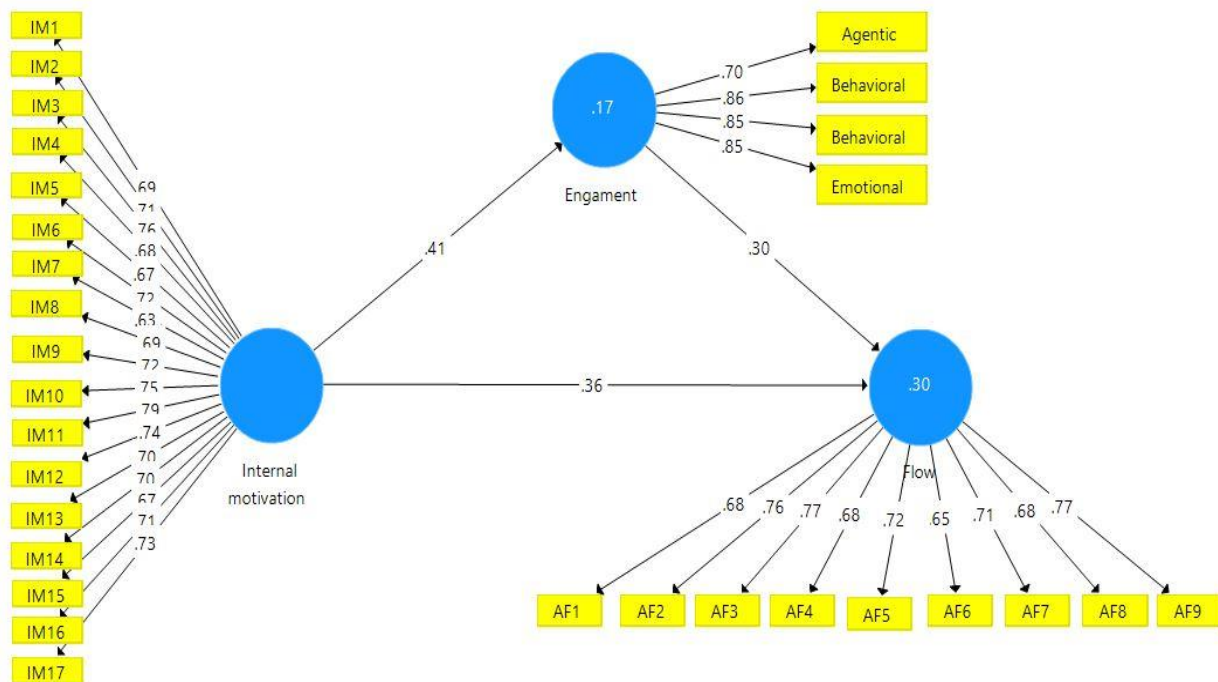 IM1
IM2
IM3
IM4
IM5
IM6
IM7
IM8
IM9
IM10
IM11
IM12
IM13
IM14
IM15
IM16
IM17
.69
.71
.76
.68
.67
.72
.63
.69
.72
.75
.79
.74
.70
.70
.67
.71
.73
Internal
motivation
.41
.36
.17
Engament
.70
.86
.85
.85
Agentic
Behavioral
Behavioral
Emotional
.30
.30
Flow
.68
.76
.77
.68
.72
.65
.71
.68
.77
AF1
AF2
AF3
AF4
AF5
AF6
AF7
AF8
AF9